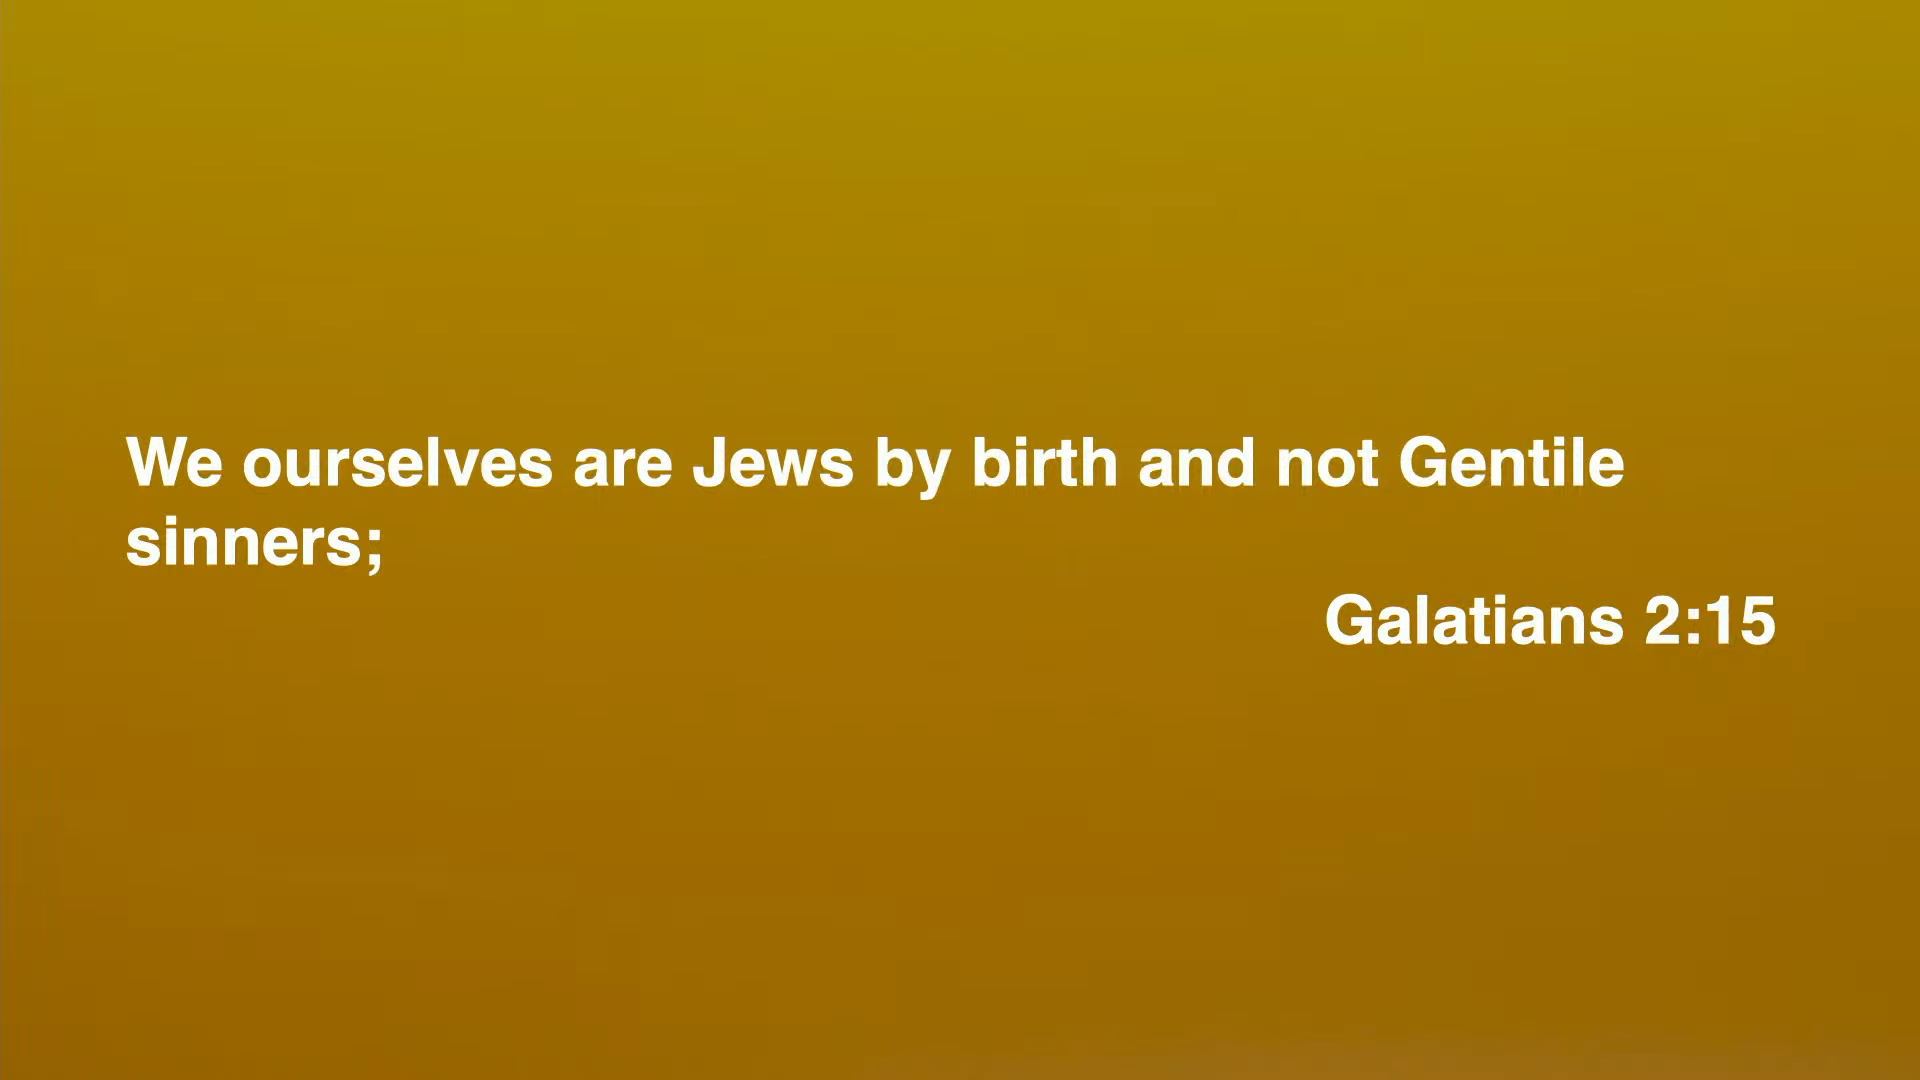 We ourselves are Jews by birth and not Gentile
sinners;
Galatians 2:15